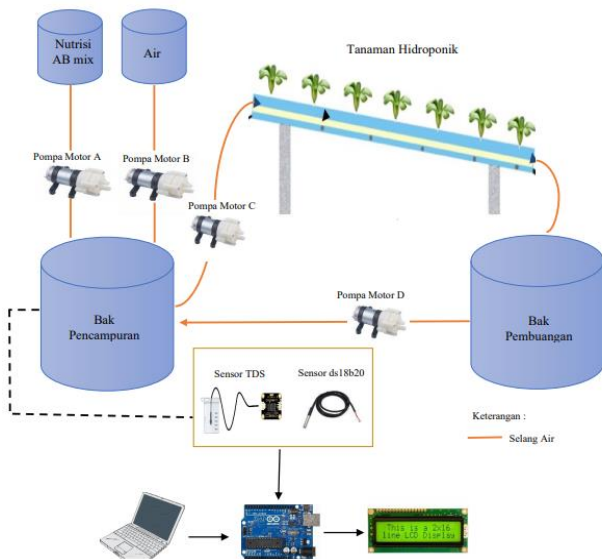 Nutrisi
AB mix
Air
Tanaman Hidroponik
Pompa Motor A
Pompa Motor B
Pompa Motor C
Bak
Pencampuran
Pompa Motor D
Bak
Pembuangan
Sensor TDS
Sensor ds18b20
Keterangan :
Selang Air
This is a 2x16
line LCD Display